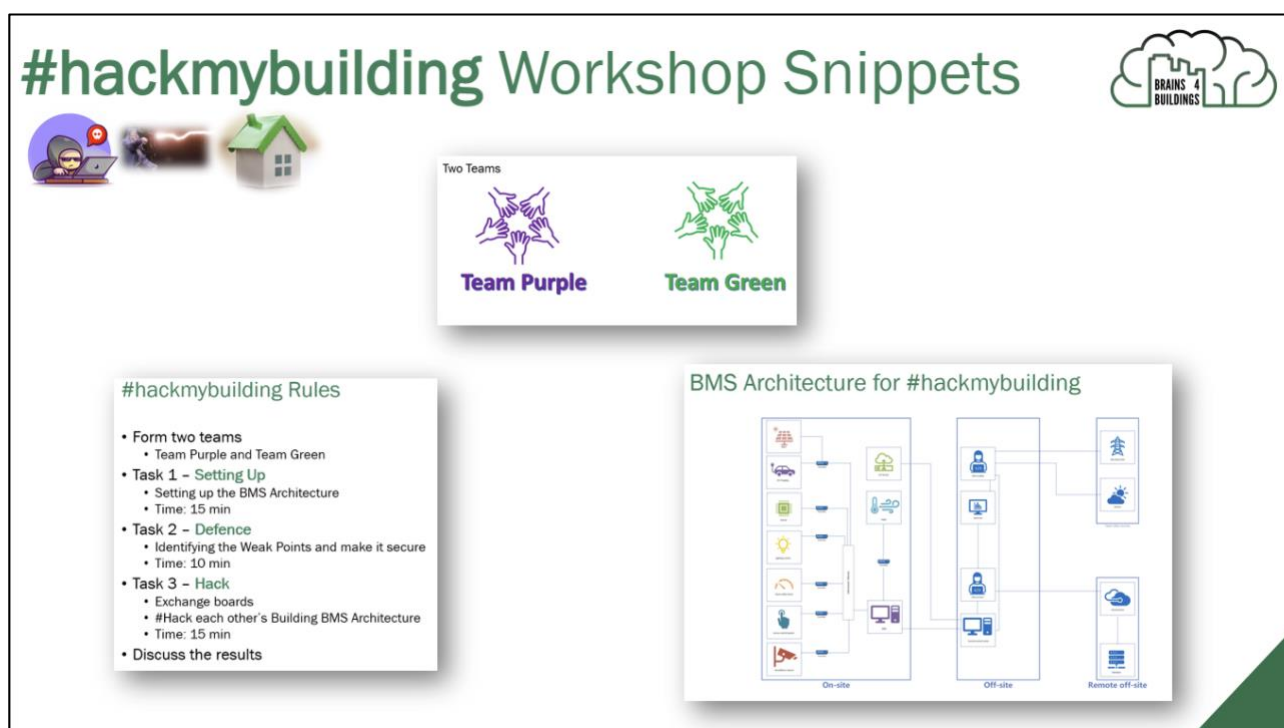 #hackmybuilding Workshop Snippets
BRAINS 4
BUILDINGS
Two Teams
Team Purple
Team Green
#hackmybuilding Rules
• Form two teams
• Team Purple and Team Green
• Task 1 – Setting Up
• Setting up the BMS Architecture
• Time: 15 min
• Task 2 – Defence
• Identifying the Weak Points and make it secure
• Time: 10 min
• Task 3 – Hack
• Exchange boards
• #Hack each other's Building BMS Architecture
• Time: 15 min
• Discuss the results
BMS Architecture for #hackmybuilding
On-site
Off-site
Remote off-site